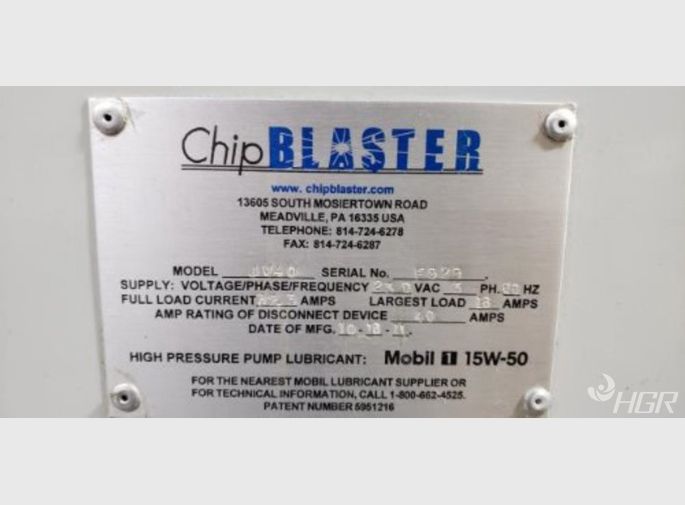 ChipBLASTER
www. chipblaster.com
13605 SOUTH MOSIERTOWN ROAD
MEADVILLE, PA 16335 USA
TELEPHONE: 814-724-6278
FAX: 814-724-6287
MODEL SERIAL No.
SUPPLY: VOLTAGE/PHASE/FREQUENCY VAC 3 PH. HZ
FULL LOAD CURRENT AMPS LARGEST LOAD 18 AMPS
AMP RATING OF DISCONNECT DEVICE 40 AMPS
DATE OF MFG.
HIGH PRESSURE PUMP LUBRICANT: Mobil 1 15W-50
FOR THE NEAREST MOBIL LUBRICANT SUPPLIER OR
FOR TECHNICAL INFORMATION, CALL 1-800-662-4525.
PATENT NUMBER 5951216
HGR